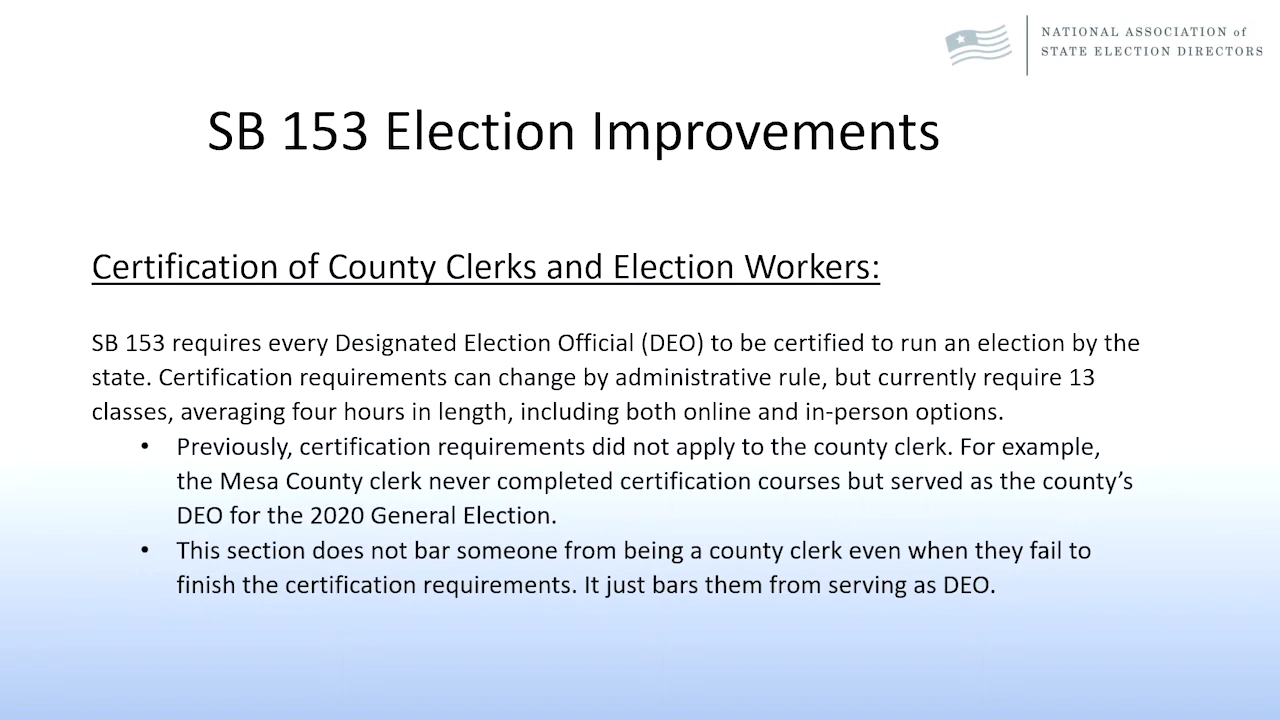 NATIONAL ASSOCIATION of
STATE ELECTION DIRECTORS
SB 153 Election Improvements
Certification of County Clerks and Election Workers:
SB 153 requires every Designated Election Official (DEO) to be certified to run an election by the
state. Certification requirements can change by administrative rule, but currently require 13
classes, averaging four hours in length, including both online and in-person options.
• Previously, certification requirements did not apply to the county clerk. For example,
the Mesa County clerk never completed certification courses but served as the county’s
DEO for the 2020 General Election.
• This section does not bar someone from being a county clerk even when they fail to
finish the certification requirements. It just bars them from serving as DEO.